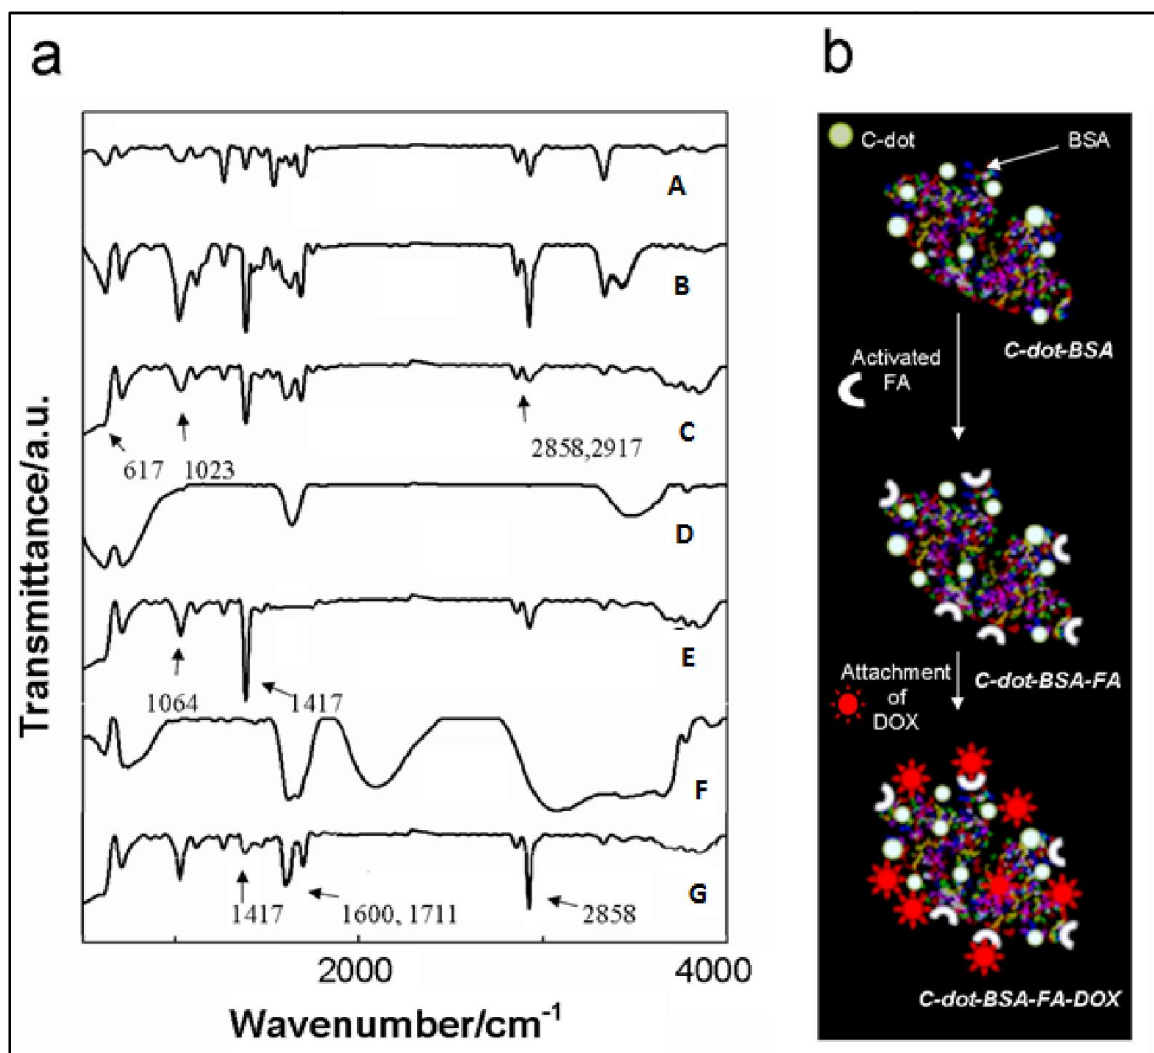 a
Transmittance/a.u.
A
B
C
617
1023
2858,2917
D
E
1064
1417
F
G
1417
1600, 1711
2858
2000
4000
Wavenumber/cm⁻¹
b
C-dot
BSA
C-dot-BSA
Activated
FA
C-dot-BSA-FA
Attachment
of
DOX
C-dot-BSA-FA-DOX